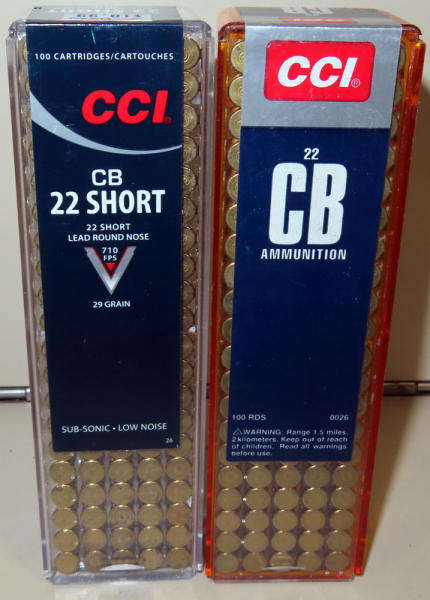 100 CARTRIDGES/CARTOUCHES
CCI®
CB
22 SHORT
22 SHORT
LEAD ROUND NOSE
710
FPS
29 GRAIN
SUB-SONIC • LOW NOISE
26
CCI®
22
CB
AMMUNITION
100 RDS 0026
⚠WARNING: Range 1.5 miles.
2 kilometers. Keep out of reach
of children. Read all warnings
before use.